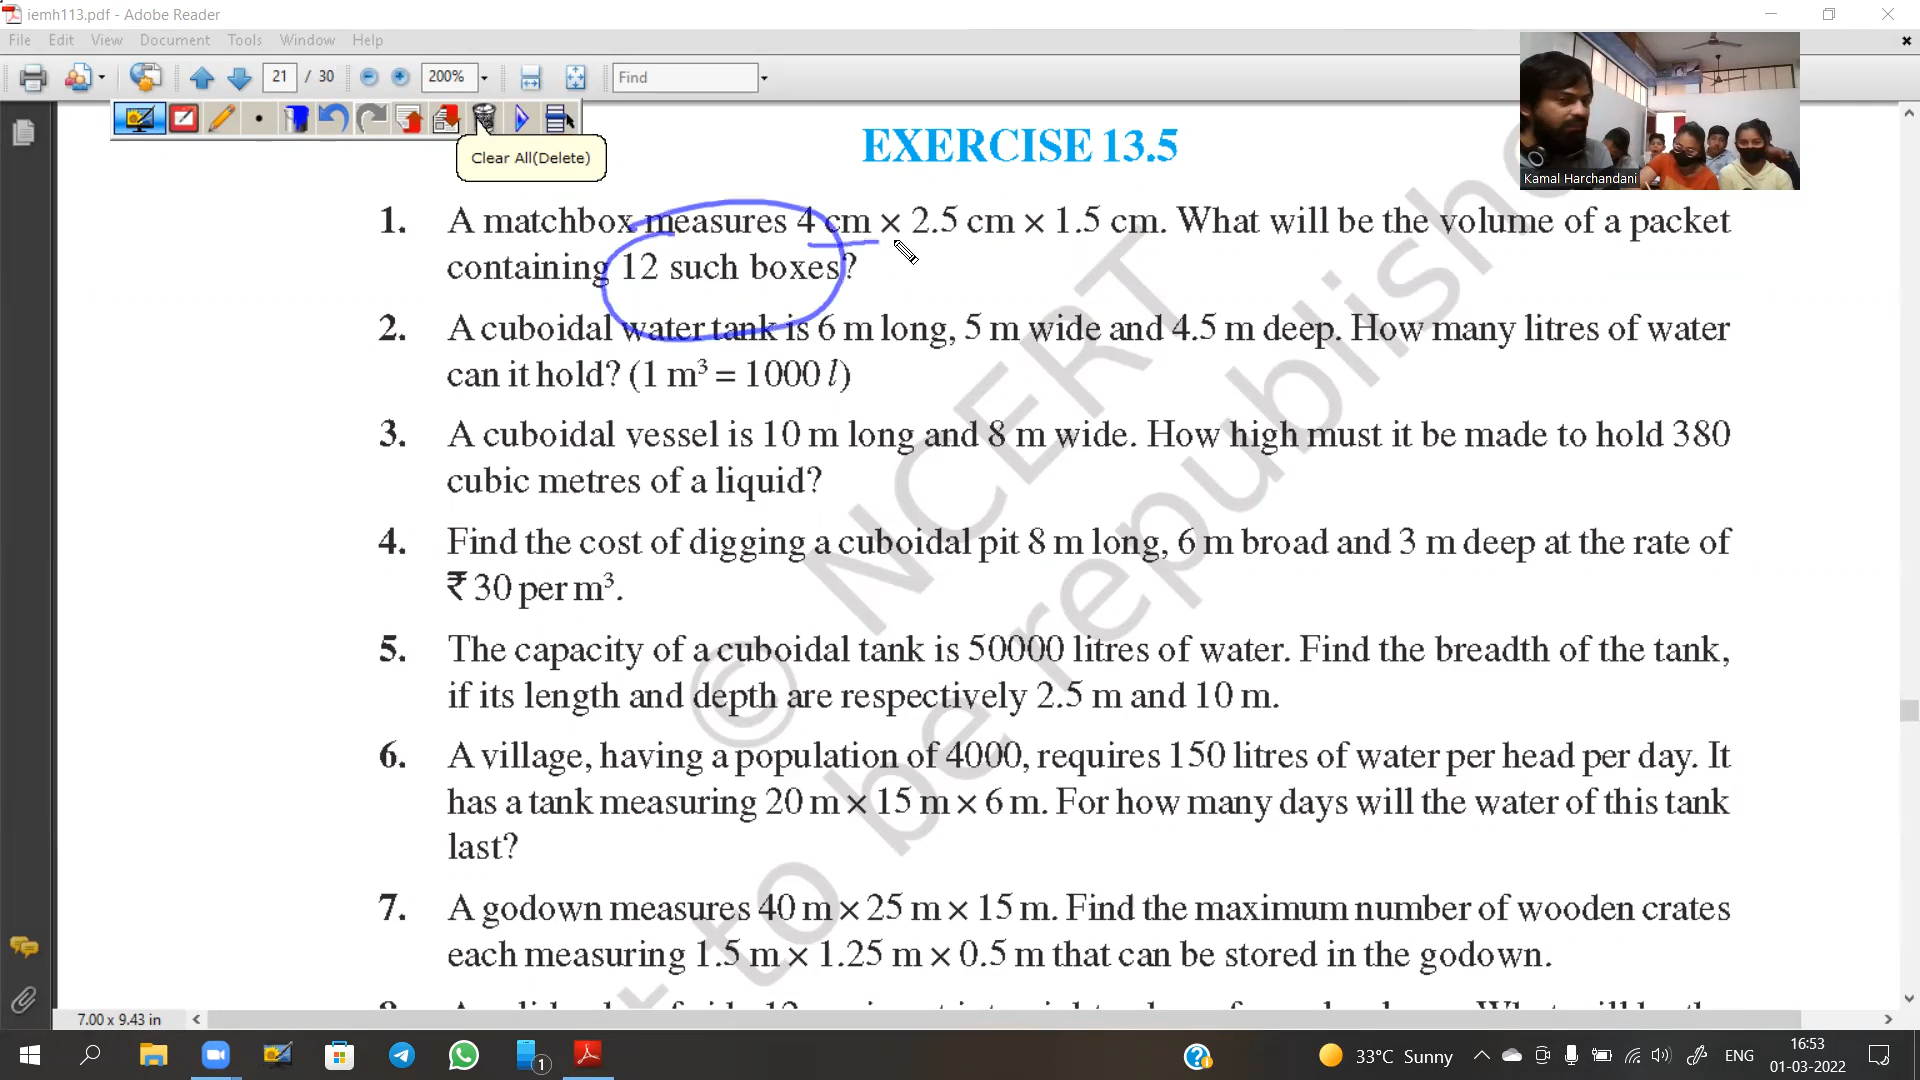 iemh113.pdf - Adobe Reader
File Edit View Document Tools Window Help
21 / 30 200% Find
Clear All(Delete)
Kamal Harchandani
EXERCISE 13.5
1. A matchbox measures 4 cm × 2.5 cm × 1.5 cm. What will be the volume of a packet
containing 12 such boxes?
2. A cuboidal water tank is 6 m long, 5 m wide and 4.5 m deep. How many litres of water
can it hold? (1 m³ = 1000 l)
3. A cuboidal vessel is 10 m long and 8 m wide. How high must it be made to hold 380
cubic metres of a liquid?
4. Find the cost of digging a cuboidal pit 8 m long, 6 m broad and 3 m deep at the rate of
₹ 30 per m³.
5. The capacity of a cuboidal tank is 50000 litres of water. Find the breadth of the tank,
if its length and depth are respectively 2.5 m and 10 m.
6. A village, having a population of 4000, requires 150 litres of water per head per day. It
has a tank measuring 20 m × 15 m × 6 m. For how many days will the water of this tank
last?
7. A godown measures 40 m × 25 m × 15 m. Find the maximum number of wooden crates
each measuring 1.5 m × 1.25 m × 0.5 m that can be stored in the godown.
© NCERT
to be republished
7.00 x 9.43 in
1
33°C Sunny
ENG
16:53
01-03-2022